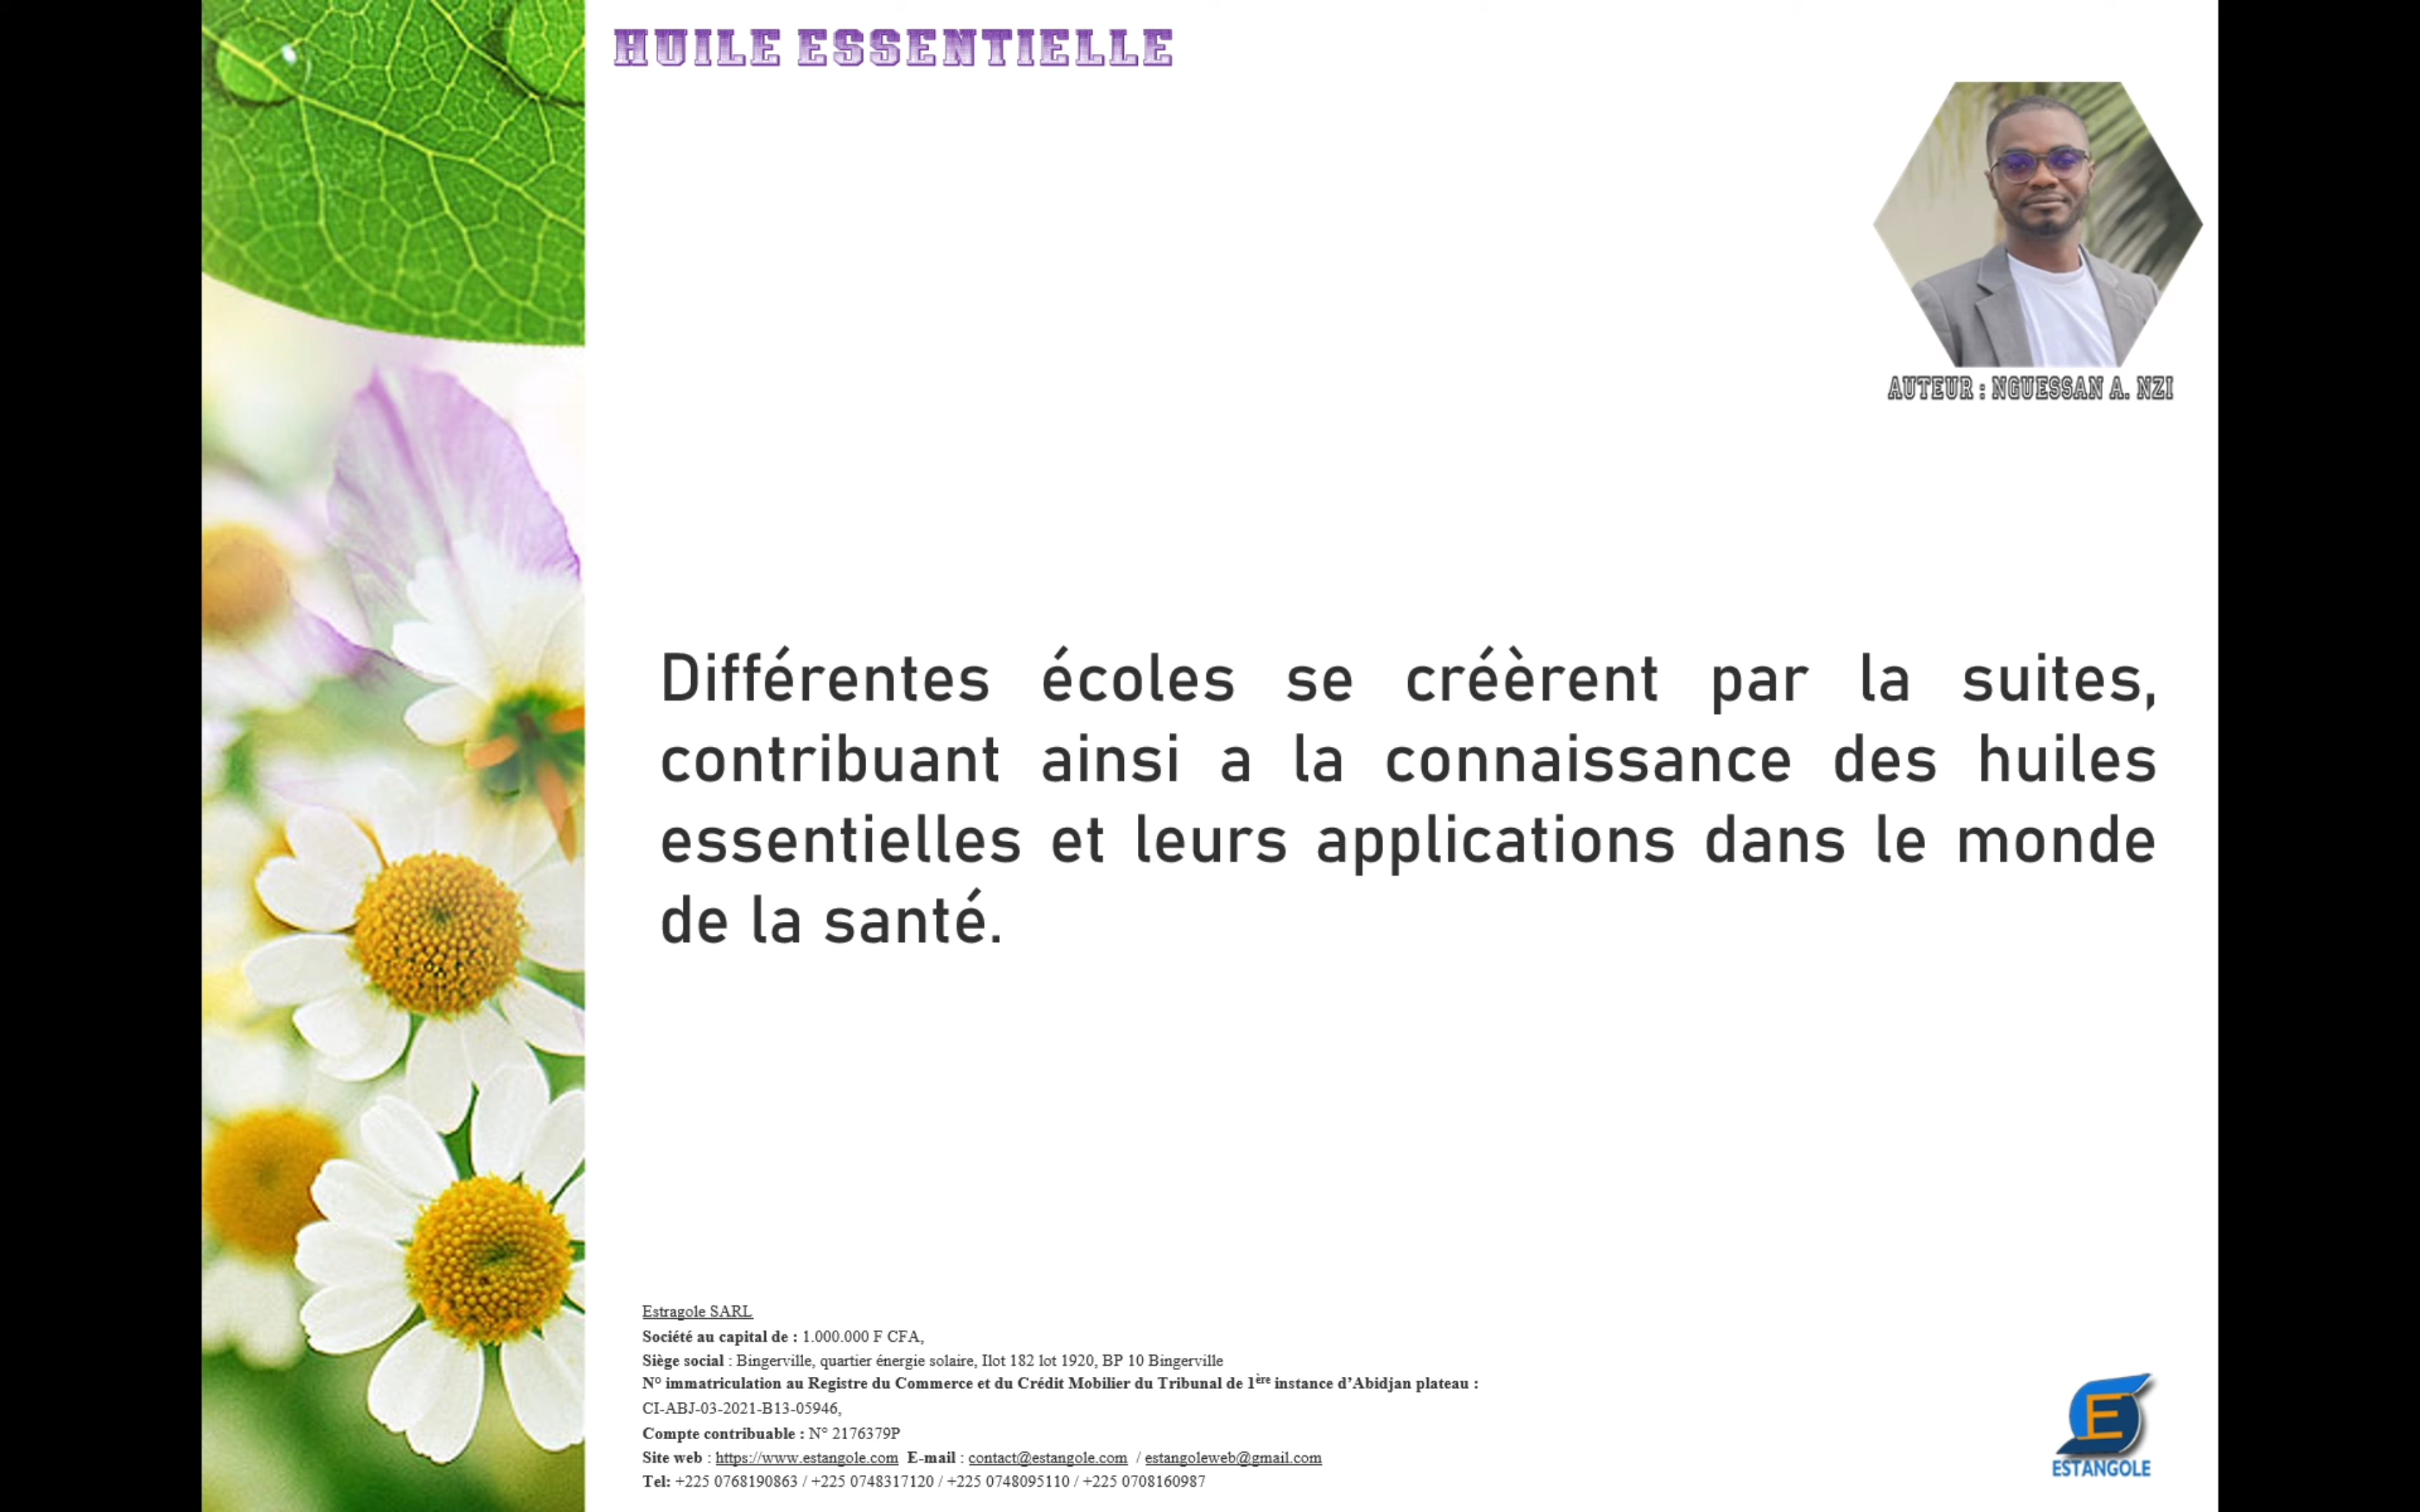 HUILE ESSENTIELLE
AUTEUR : NGUESSAN A. NZI
Différentes écoles se créèrent par la suites,
contribuant ainsi a la connaissance des huiles
essentielles et leurs applications dans le monde
de la santé.
Estragole SARL
Société au capital de : 1.000.000 F CFA,
Siège social : Bingerville, quartier énergie solaire, Ilot 182 lot 1920, BP 10 Bingerville
N° immatriculation au Registre du Commerce et du Crédit Mobilier du Tribunal de 1ère instance d’Abidjan plateau :
CI-ABJ-03-2021-B13-05946,
Compte contribuable : N° 2176379P
Site web : https://www.estangole.com E-mail : contact@estangole.com / estangoleweb@gmail.com
Tel: +225 0768190863 / +225 0748317120 / +225 0748095110 / +225 0708160987
E
ESTANGOLE